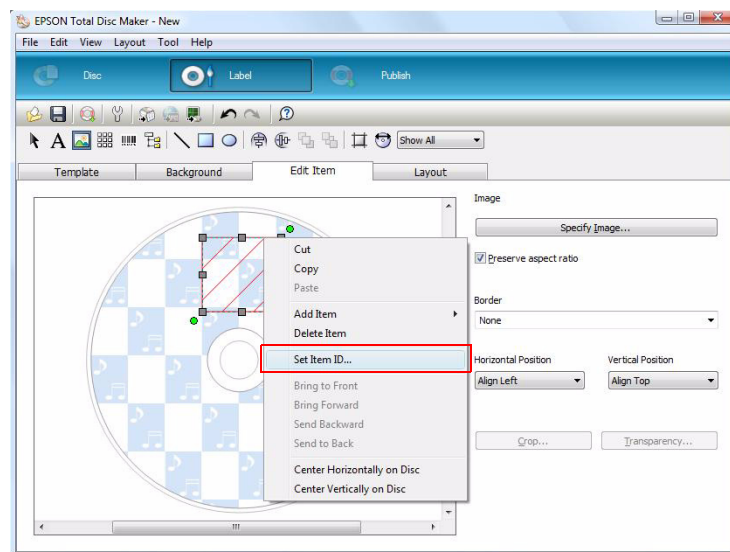 EPSON Total Disc Maker - New
File Edit View Layout Tool Help
Disc Label Publish
Show All
Template Background Edit Item Layout
Image
Specify Image...
Preserve aspect ratio
Border
None
Horizontal Position Vertical Position
Align Left Align Top
Crop... Transparency...
Cut
Copy
Paste
Add Item
Delete Item
Set Item ID...
Bring to Front
Bring Forward
Send Backward
Send to Back
Center Horizontally on Disc
Center Vertically on Disc